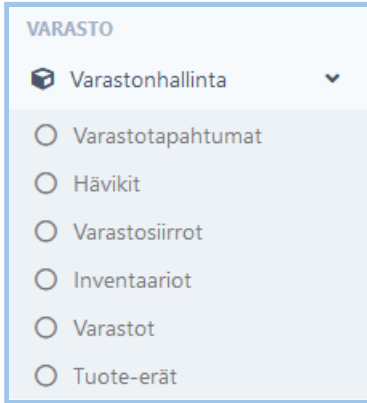 VARASTO
Varastonhallinta
Varastotapahtumat
Hävikit
Varastosiirrot
Inventaariot
Varastot
Tuote-erät